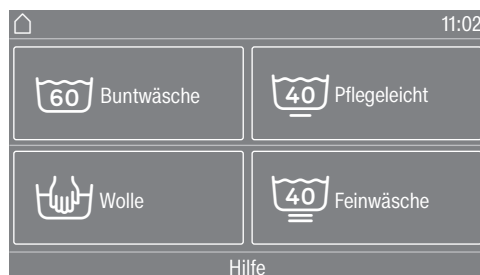 11:02
60 Buntwäsche
40 Pflegeleicht
Wolle
40 Feinwäsche
Hilfe